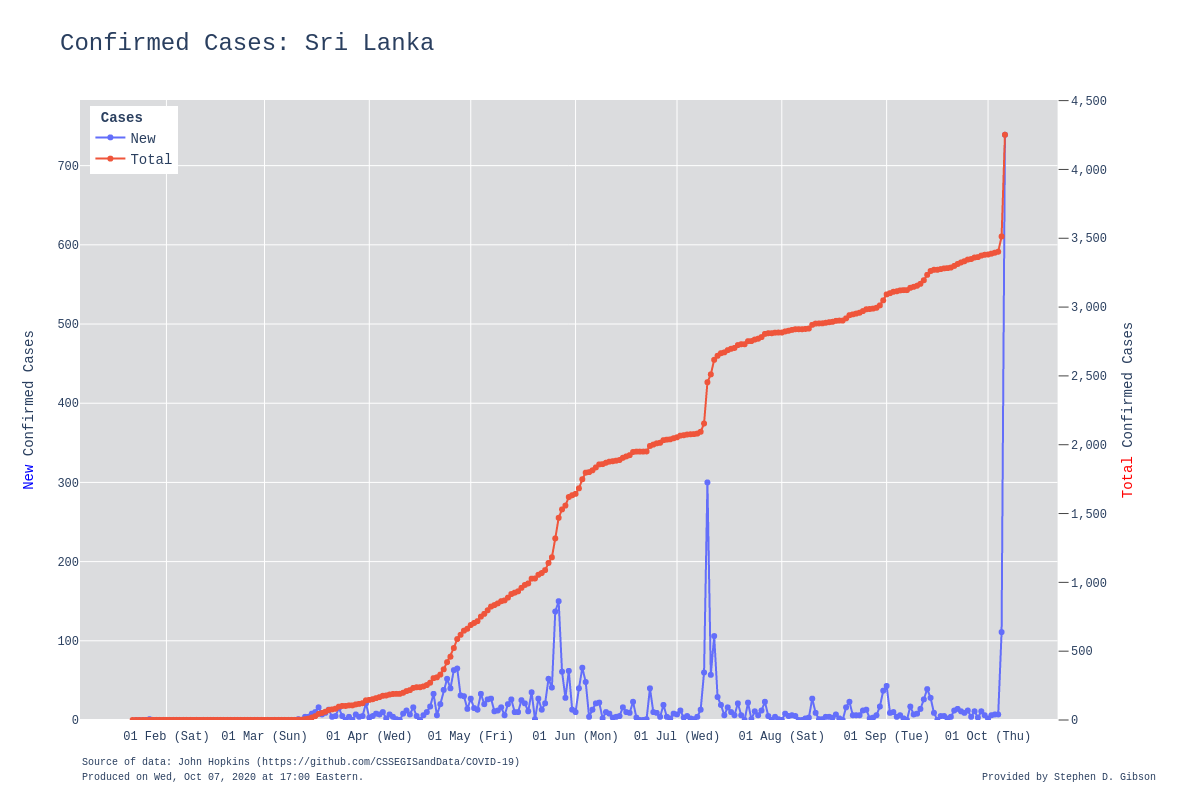 Confirmed Cases: Sri Lanka
Cases
New
Total
700
600
500
400
300
200
100
0
New Confirmed Cases
4,500
4,000
3,500
3,000
2,500
2,000
1,500
1,000
500
0
Total Confirmed Cases
01 Feb (Sat) 01 Mar (Sun) 01 Apr (Wed) 01 May (Fri) 01 Jun (Mon) 01 Jul (Wed) 01 Aug (Sat) 01 Sep (Tue) 01 Oct (Thu)
Source of data: John Hopkins (https://github.com/CSSEGISandData/COVID-19)
Produced on Wed, Oct 07, 2020 at 17:00 Eastern.
Provided by Stephen D. Gibson